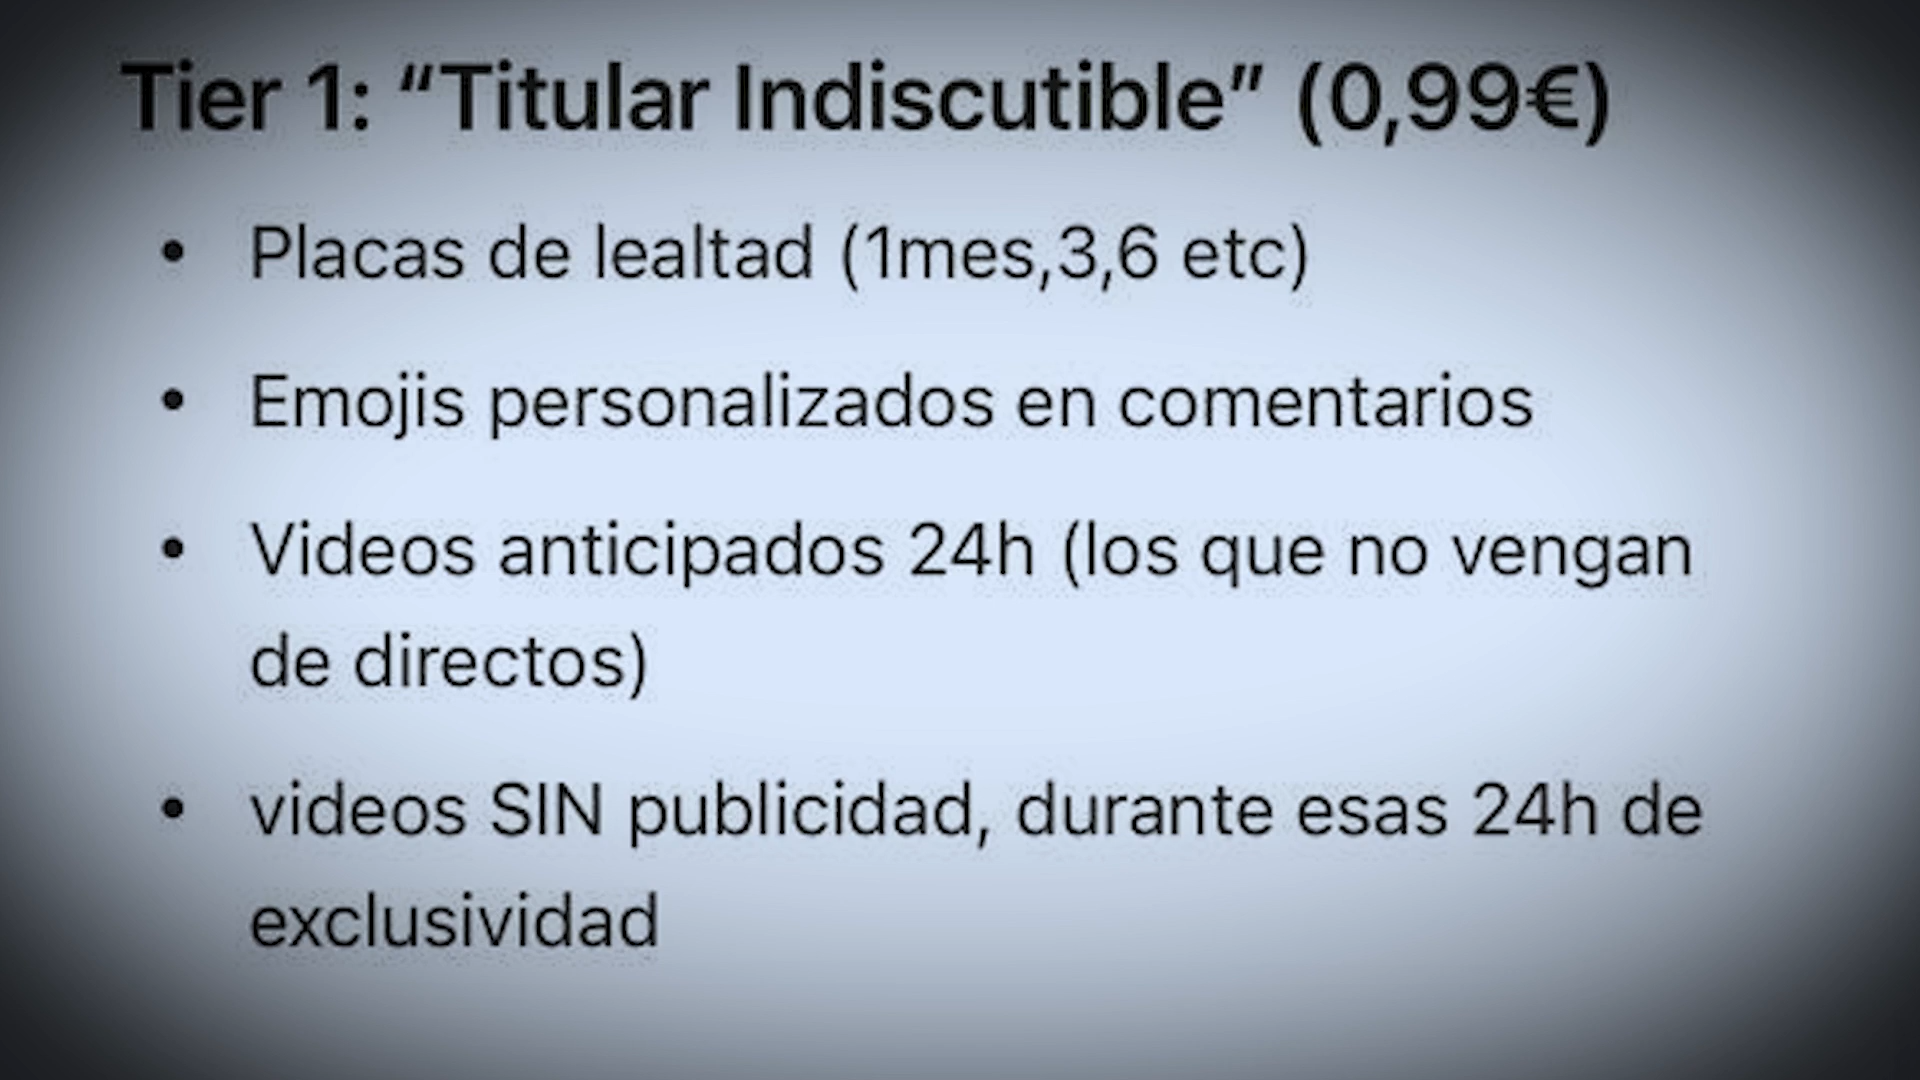 Tier 1: “Titular Indiscutible” (0,99€)
• Placas de lealtad (1mes,3,6 etc)
• Emojis personalizados en comentarios
• Videos anticipados 24h (los que no vengan
de directos)
• videos SIN publicidad, durante esas 24h de
exclusividad